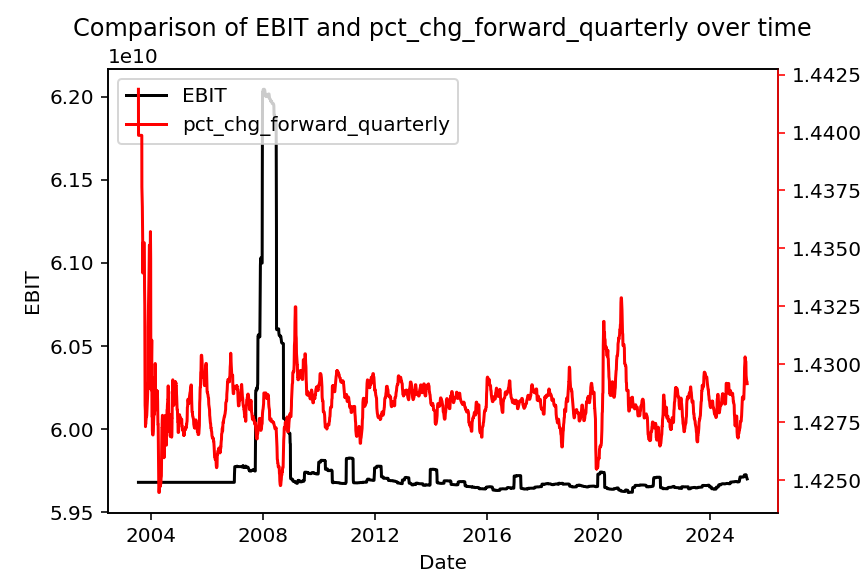 Comparison of EBIT and pct_chg_forward_quarterly over time
1e10
EBIT
pct_chg_forward_quarterly
6.20
6.15
6.10
6.05
6.00
5.95
EBIT
1.4425
1.4400
1.4375
1.4350
1.4325
1.4300
1.4275
1.4250
2004 2008 2012 2016 2020 2024
Date